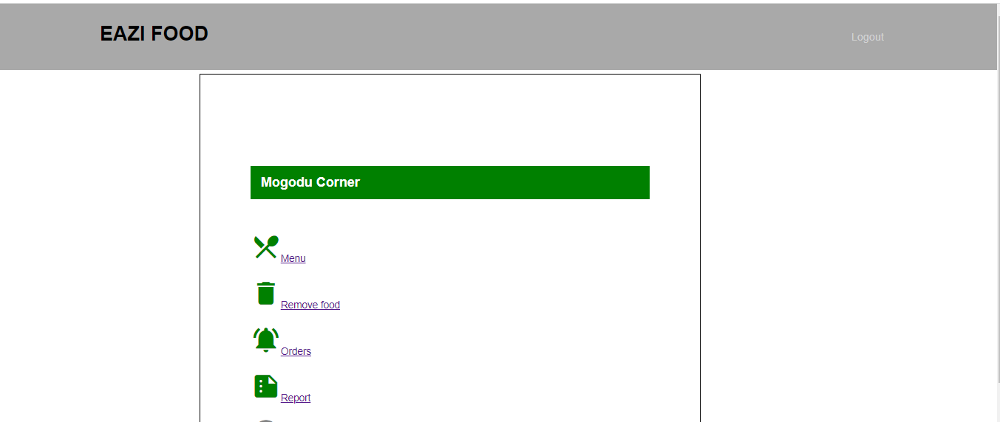 EAZI FOOD
Logout
Mogodu Corner
Menu
Remove food
Orders
Report